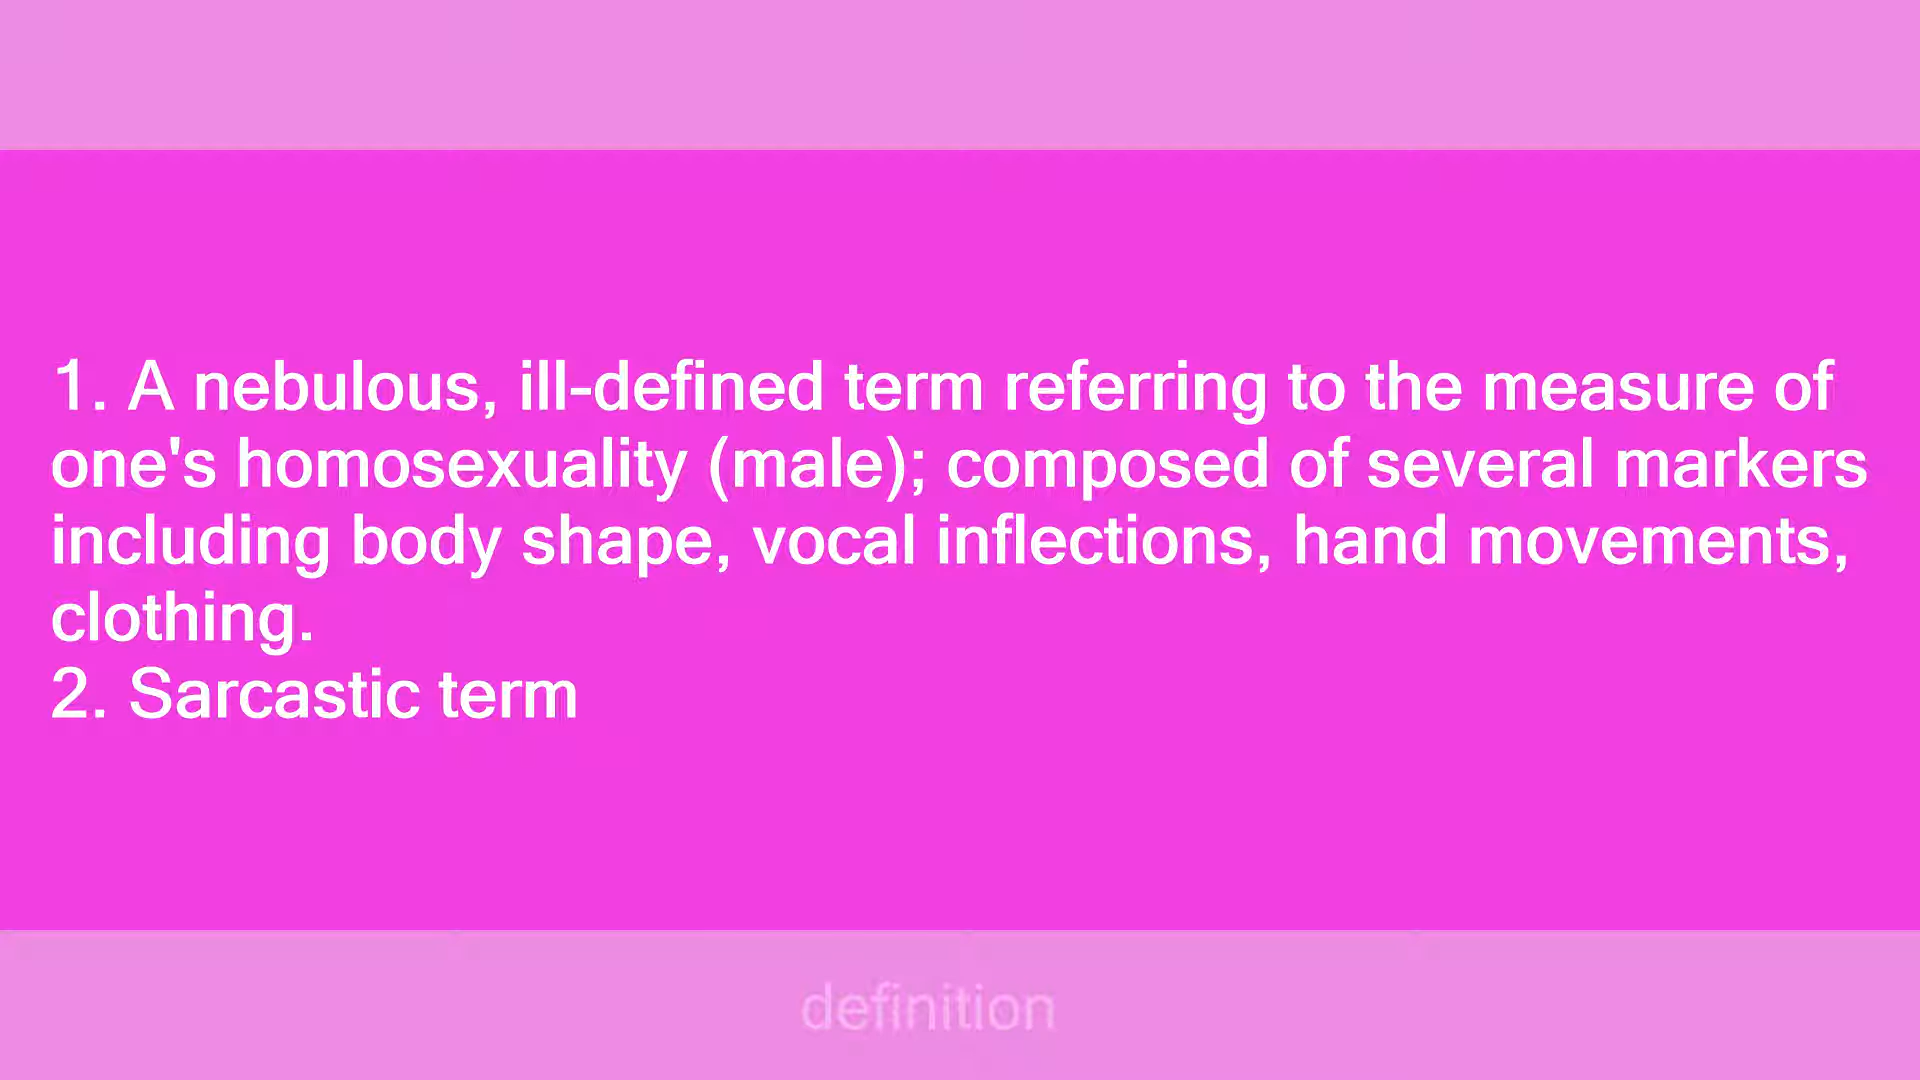 1. A nebulous, ill-defined term referring to the measure of
one's homosexuality (male); composed of several markers
including body shape, vocal inflections, hand movements,
clothing.
2. Sarcastic term
definition